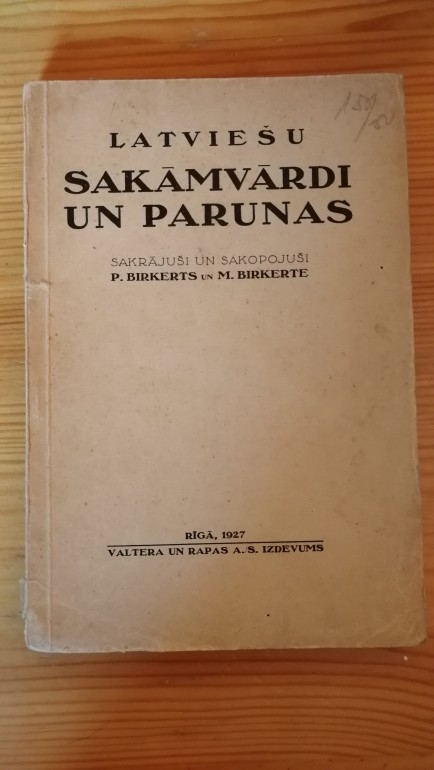 LATVIEŠU
SAKĀMVĀRDI
UN PARUNAS
SAKRĀJUŠI UN SAKOPOJUŠI
P. BIRKERTS UN M. BIRKERTE
RĪGĀ, 1927
VALTERA UN RAPAS A./S. IZDEVUMS